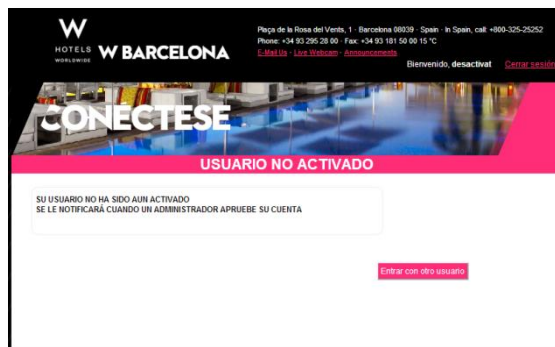 W
HOTELS
WORLDWIDE
W BARCELONA
Plaça de la Rosa del Vents, 1 - Barcelona 08039 - Spain - In Spain, call: +800-325-25252
Phone: +34 93 295 28 00 - Fax: +34 93 181 50 00 15 °C
E-Mail Us - Live Webcam - Announcements
Bienvenido, desactivat Cerrar sesión
CONÉCTESE
USUARIO NO ACTIVADO
SU USUARIO NO HA SIDO AUN ACTIVADO
SE LE NOTIFICARÁ CUANDO UN ADMINISTRADOR APRUEBE SU CUENTA
Entrar con otro usuario